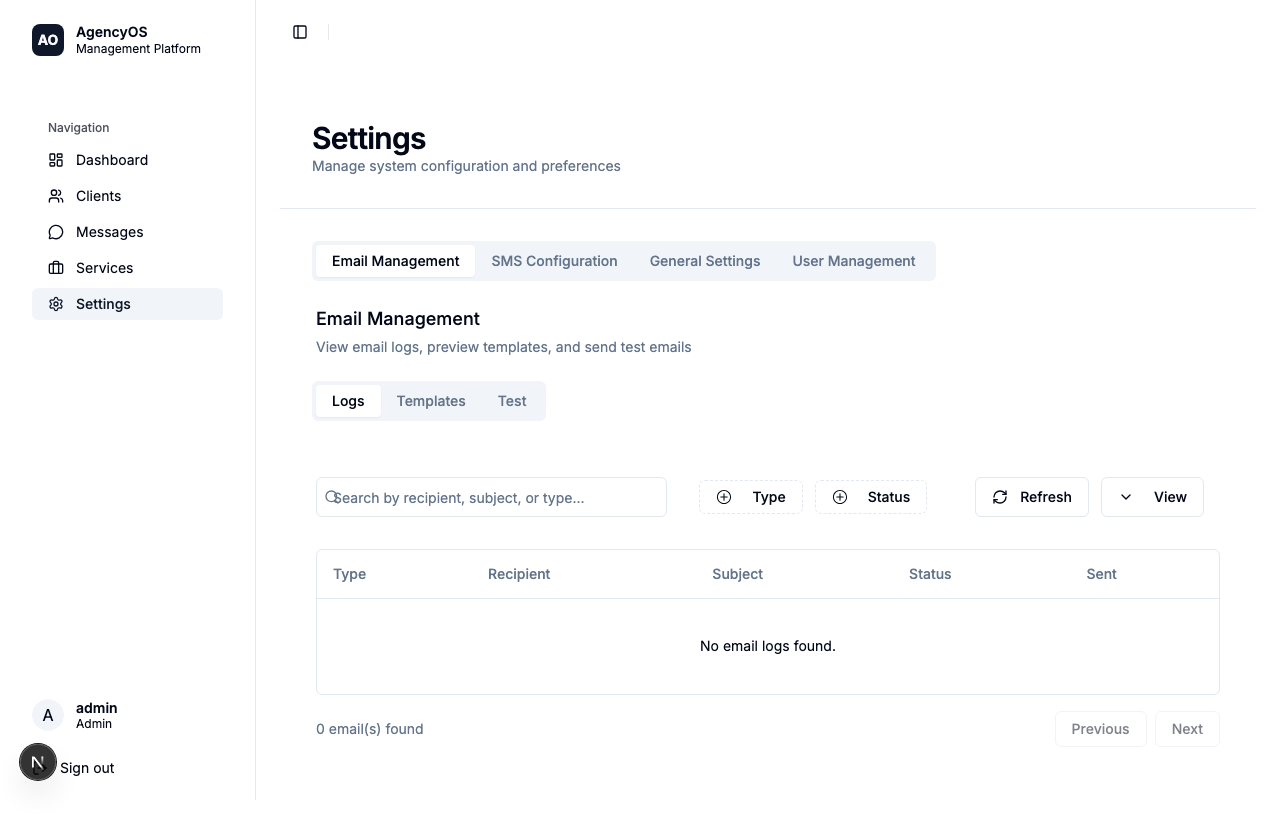 AO
AgencyOS
Management Platform
Navigation
Dashboard
Clients
Messages
Services
Settings
admin
Admin
A
N
Sign out
Settings
Manage system configuration and preferences
Email Management
SMS Configuration
General Settings
User Management
Email Management
View email logs, preview templates, and send test emails
Logs
Templates
Test
Search by recipient, subject, or type...
Type
Status
Refresh
View
Type
Recipient
Subject
Status
Sent
No email logs found.
0 email(s) found
Previous
Next